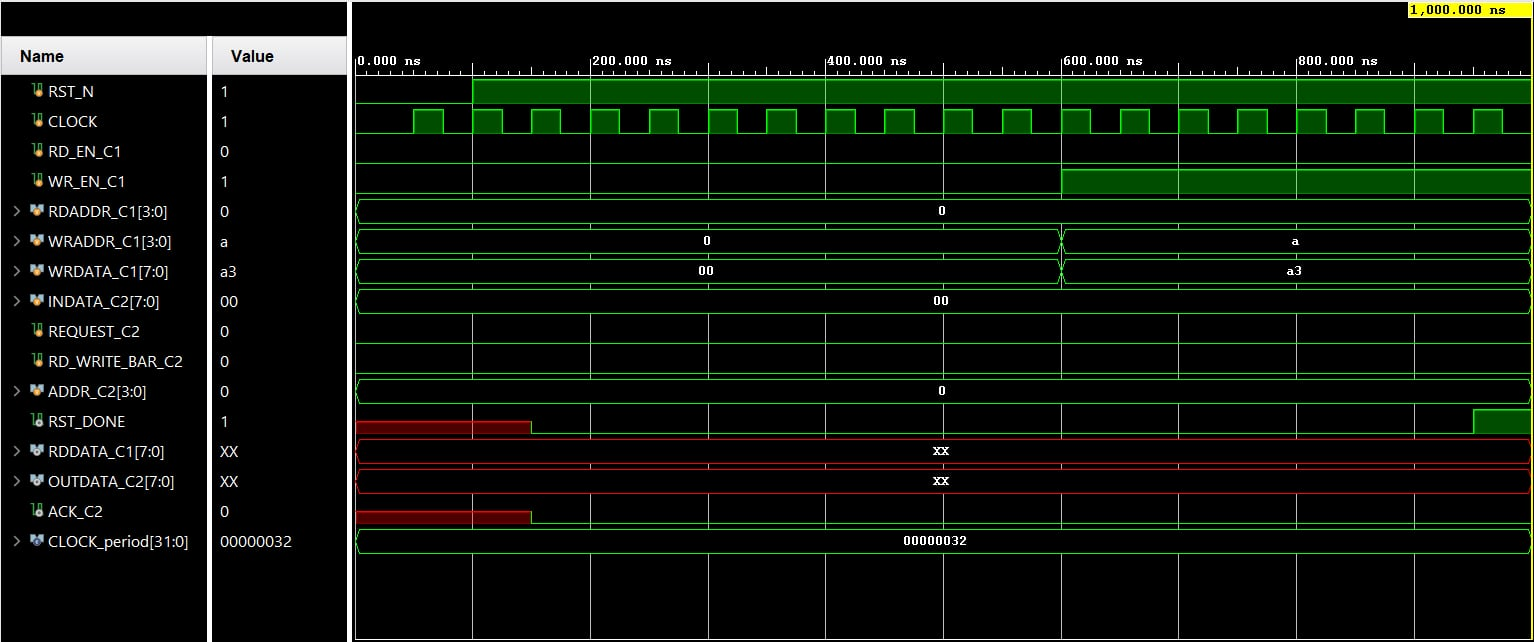 1,000.000 ns
Name Value
0.000 ns 200.000 ns 400.000 ns 600.000 ns 800.000 ns
RST_N 1
CLOCK 1
RD_EN_C1 0
WR_EN_C1 1
RDADDR_C1[3:0] 0 0
WRADDR_C1[3:0] a 0 a
WRDATA_C1[7:0] a3 00 a3
INDATA_C2[7:0] 00 00
REQUEST_C2 0
RD_WRITE_BAR_C2 0
ADDR_C2[3:0] 0 0
RST_DONE 1
RDDATA_C1[7:0] XX XX
OUTDATA_C2[7:0] XX XX
ACK_C2 0
CLOCK_period[31:0] 00000032 00000032